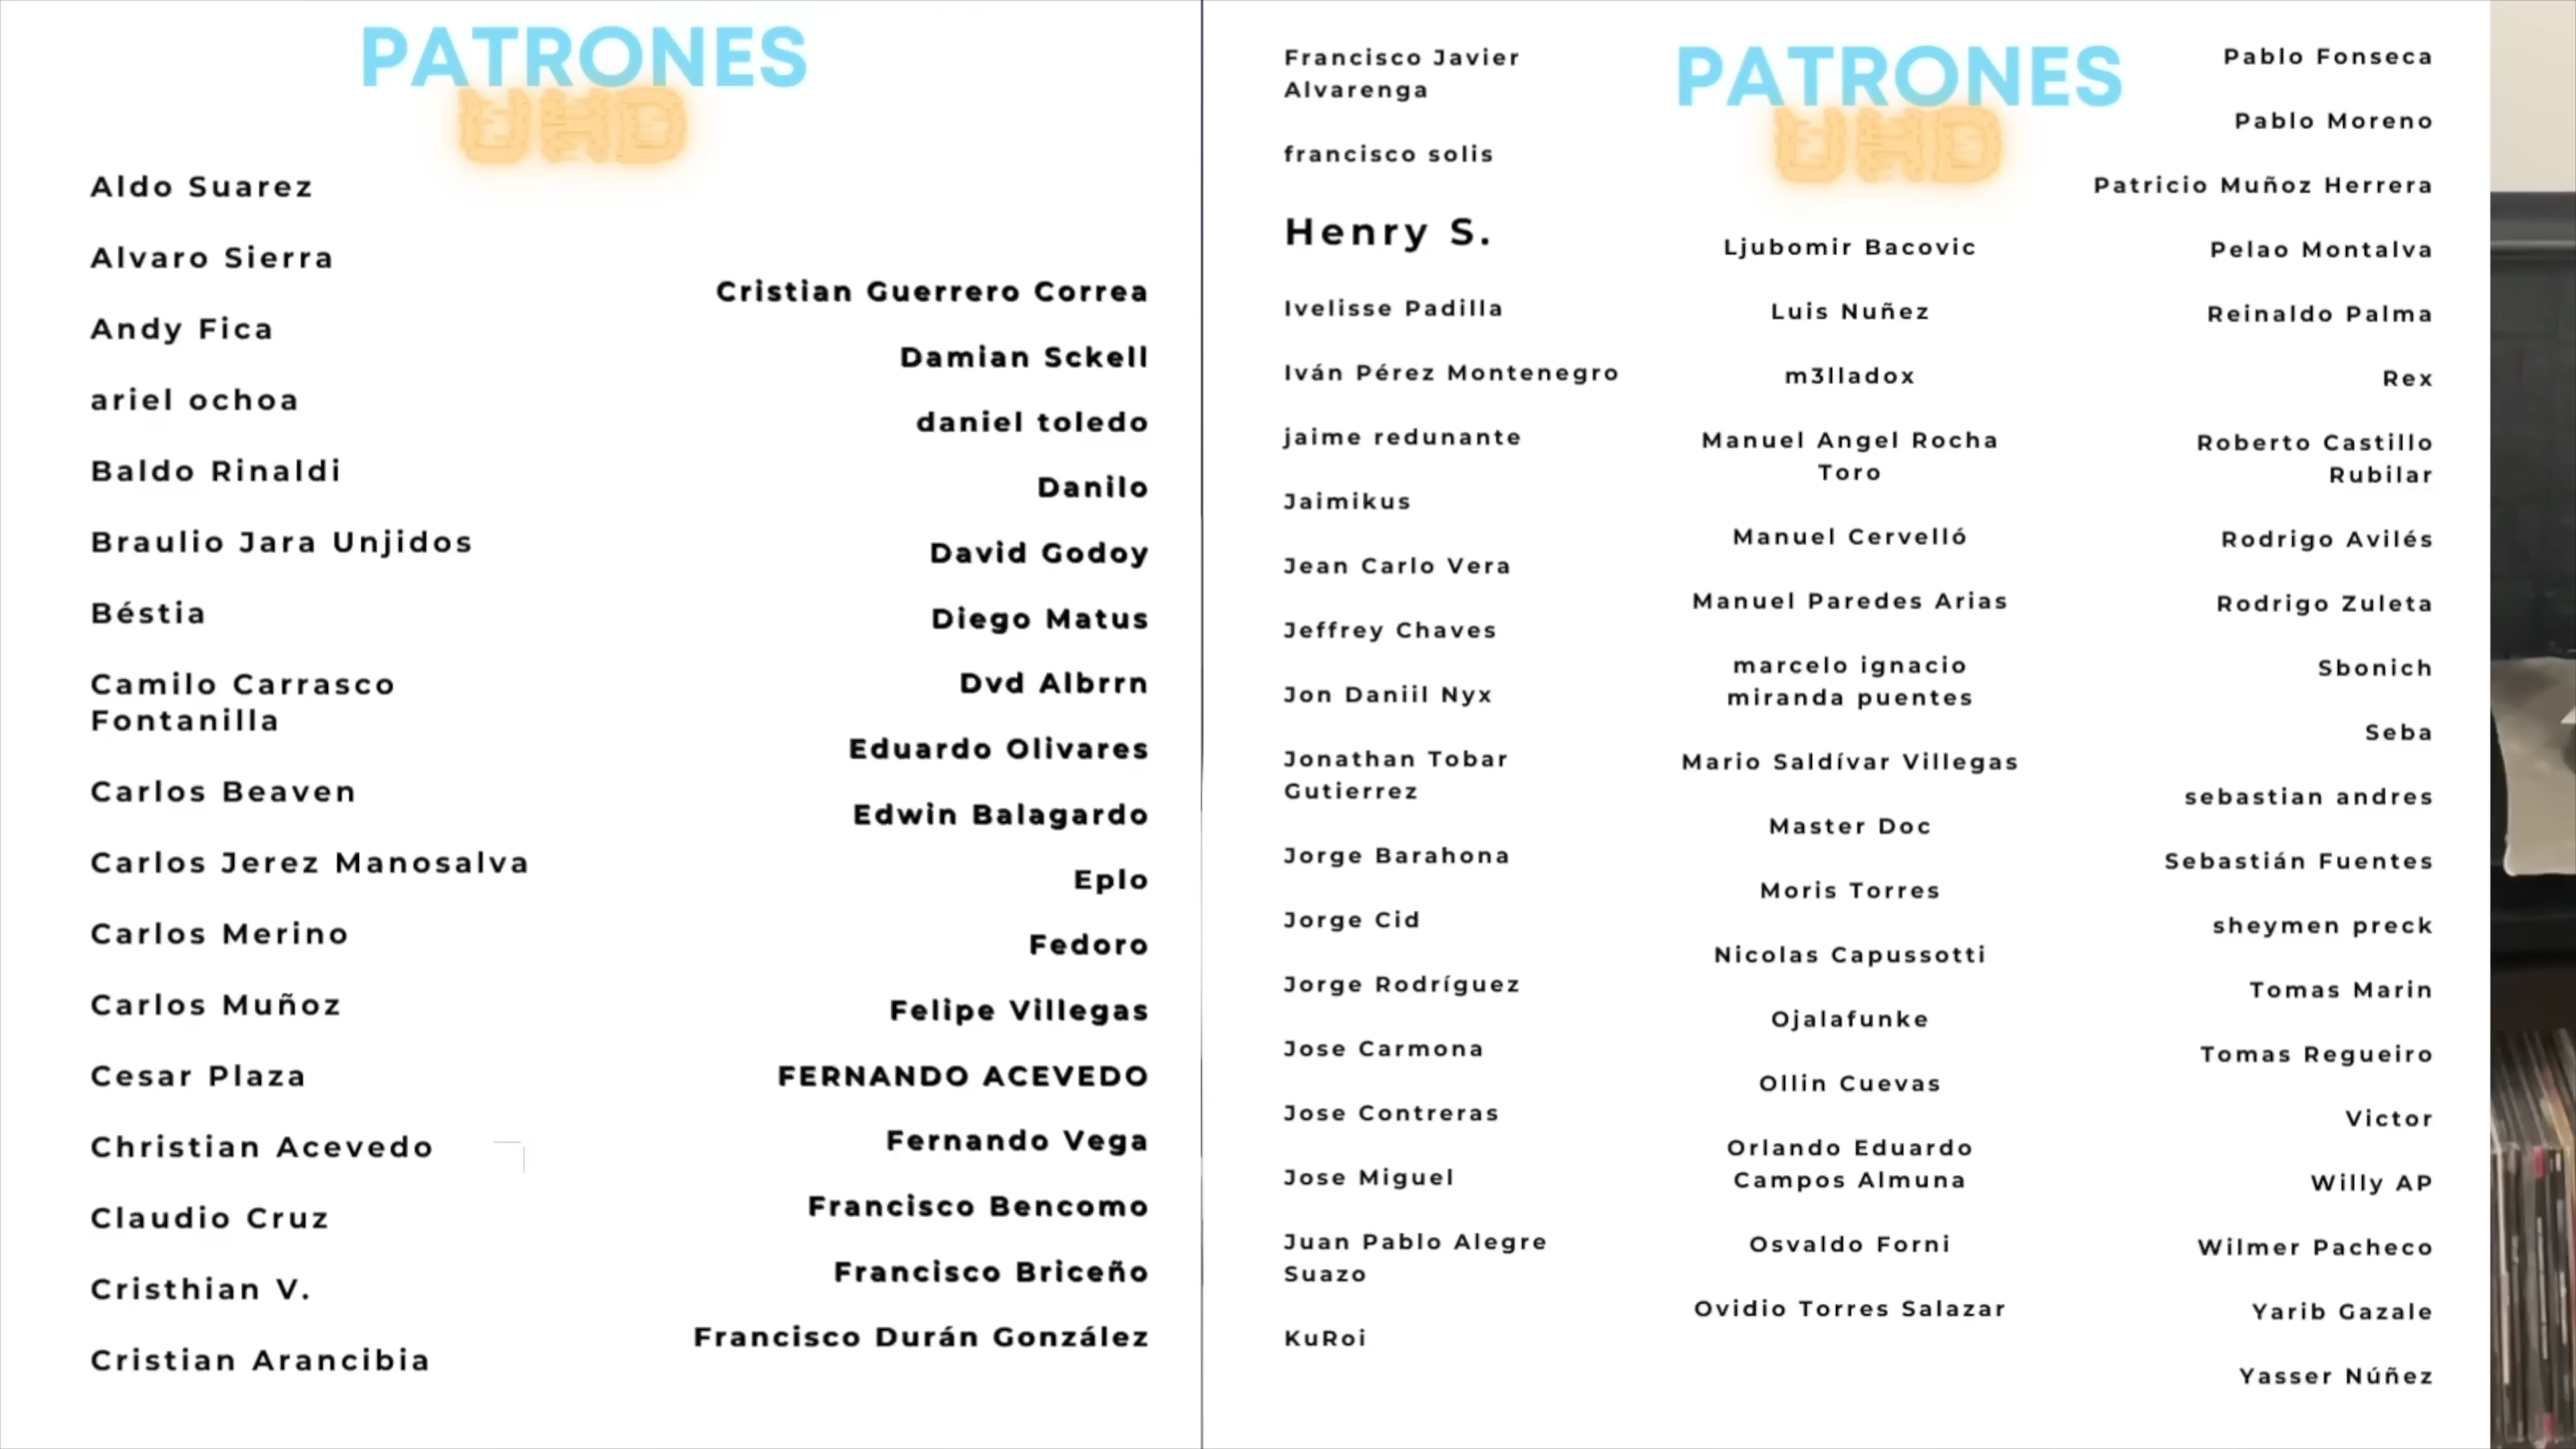 PATRONES
UHD
Aldo Suarez
Alvaro Sierra
Andy Fica
ariel ochoa
Baldo Rinaldi
Braulio Jara Unjidos
Béstia
Camilo Carrasco
Fontanilla
Carlos Beaven
Carlos Jerez Manosalva
Carlos Merino
Carlos Muñoz
Cesar Plaza
Christian Acevedo
Claudio Cruz
Cristhian V.
Cristian Arancibia
Cristian Guerrero Correa
Damian Sckell
daniel toledo
Danilo
David Godoy
Diego Matus
Dvd Albrrn
Eduardo Olivares
Edwin Balagardo
Eplo
Fedoro
Felipe Villegas
FERNANDO ACEVEDO
Fernando Vega
Francisco Bencomo
Francisco Briceño
Francisco Durán González
Francisco Javier
Alvarenga
francisco solis
Henry S.
Ivelisse Padilla
Iván Pérez Montenegro
jaime redunante
Jaimikus
Jean Carlo Vera
Jeffrey Chaves
Jon Daniil Nyx
Jonathan Tobar
Gutierrez
Jorge Barahona
Jorge Cid
Jorge Rodríguez
Jose Carmona
Jose Contreras
Jose Miguel
Juan Pablo Alegre
Suazo
KuRoi
PATRONES
UHD
Ljubomir Bacovic
Luis Nuñez
m3lladox
Manuel Angel Rocha
Toro
Manuel Cervelló
Manuel Paredes Arias
marcelo ignacio
miranda puentes
Mario Saldívar Villegas
Master Doc
Moris Torres
Nicolas Capussotti
Ojalafunke
Ollin Cuevas
Orlando Eduardo
Campos Almuna
Osvaldo Forni
Ovidio Torres Salazar
Pablo Fonseca
Pablo Moreno
Patricio Muñoz Herrera
Pelao Montalva
Reinaldo Palma
Rex
Roberto Castillo
Rubilar
Rodrigo Avilés
Rodrigo Zuleta
Sbonich
Seba
sebastian andres
Sebastián Fuentes
sheymen preck
Tomas Marin
Tomas Regueiro
Victor
Willy AP
Wilmer Pacheco
Yarib Gazale
Yasser Núñez